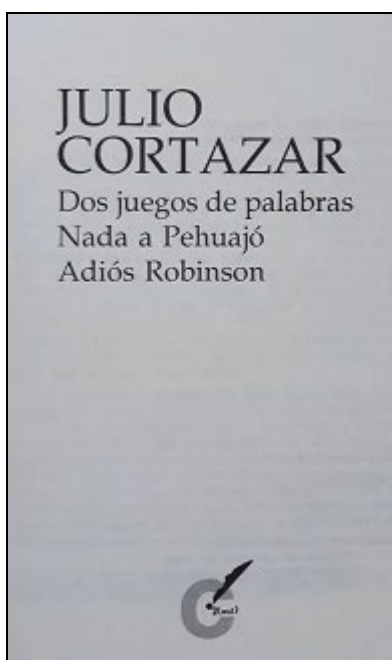 JULIO
CORTAZAR
Dos juegos de palabras
Nada a Pehuajó
Adiós Robinson